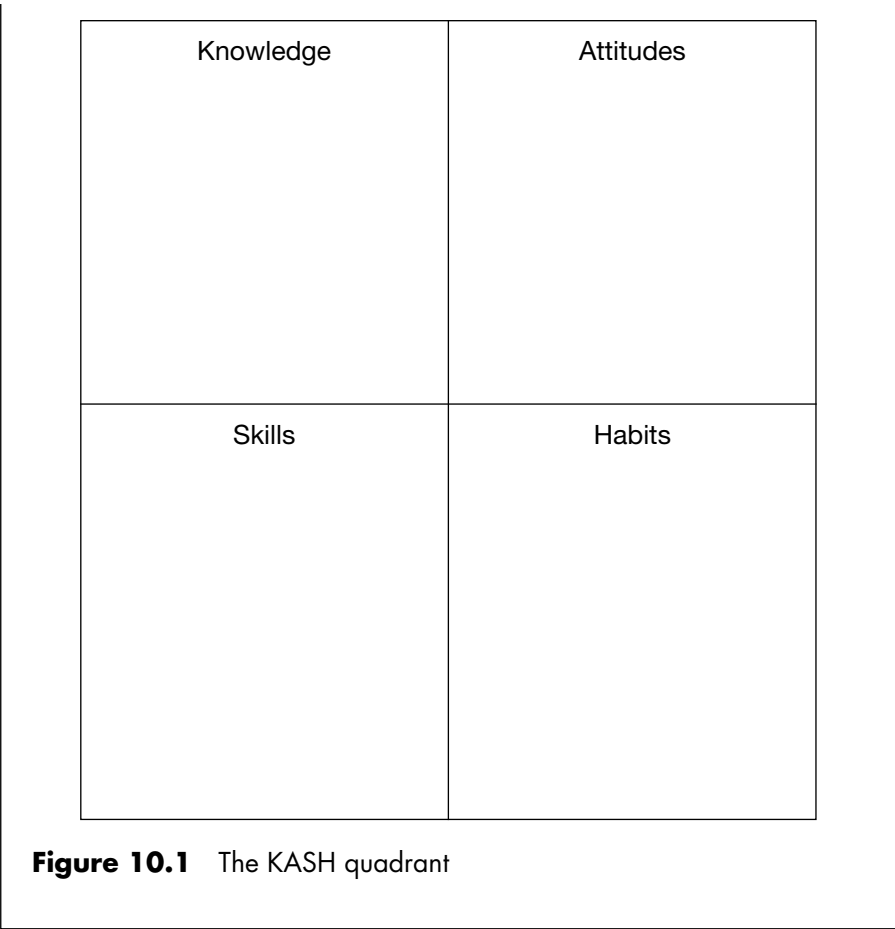 Knowledge
Attitudes
Skills
Habits
Figure 10.1 The KASH quadrant